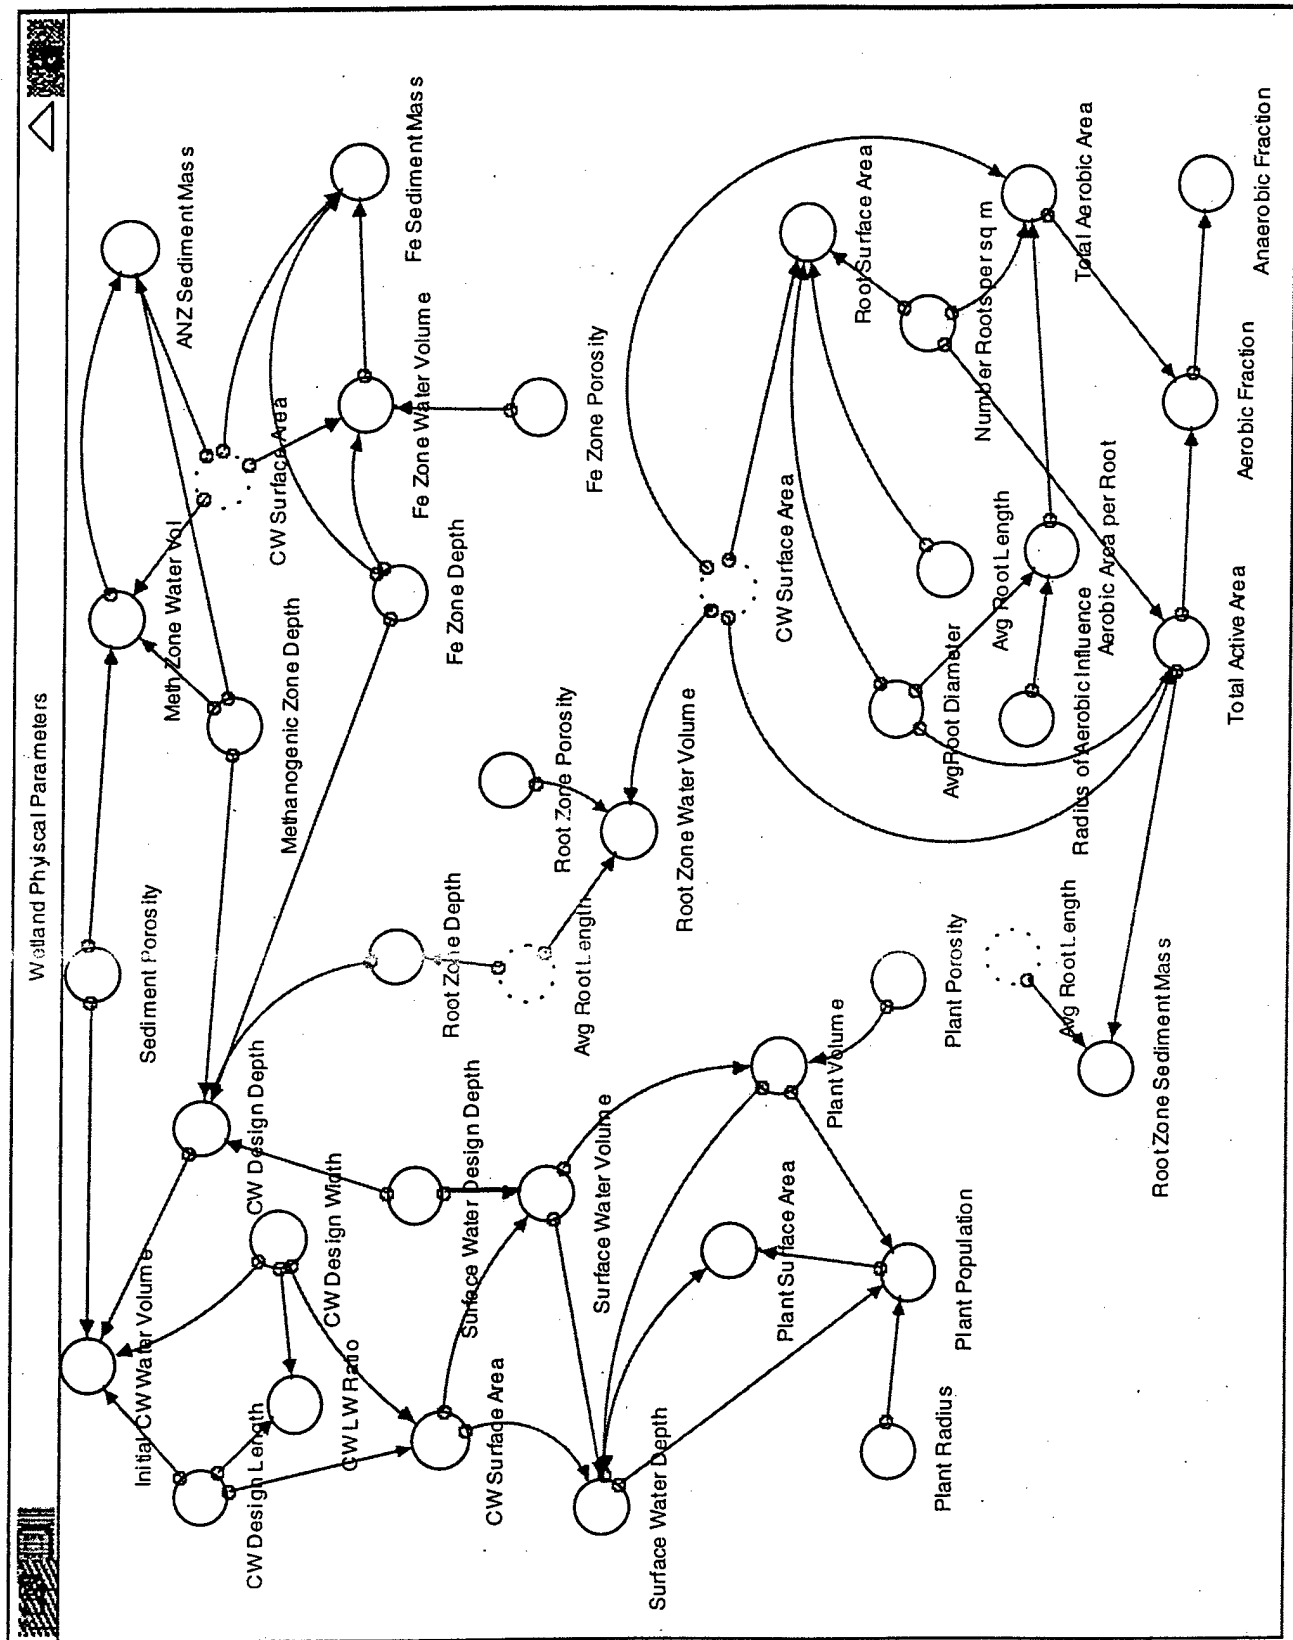 Wetland Phyiscal Parameters
Sediment Porosity
Meth Zone Water Vol
ANZ Sediment Mass
Initial CW Water Volume
CW Design Depth
Methanogenic Zone Depth
CW Surface Area
CW Design Length
CW Design Width
CW LW Ratio
Fe Zone Depth
Fe Zone Water Volume
Fe Sediment Mass
Root Zone Depth
Surface Water Design Depth
CW Surface Area
Root Zone Porosity
Fe Zone Porosity
Avg Root Length
Surface Water Volume
Surface Water Depth
Root Zone Water Volume
CW Surface Area
Plant Surface Area
Plant Volume
Root Surface Area
Plant Radius
Plant Population
Plant Porosity
Avg Root Diameter
Avg Root Length
Number Roots per sq m
Avg Root Length
Radius of Aerobic Influence
Aerobic Area per Root
Total Aerobic Area
Root Zone Sediment Mass
Total Active Area
Aerobic Fraction
Anaerobic Fraction